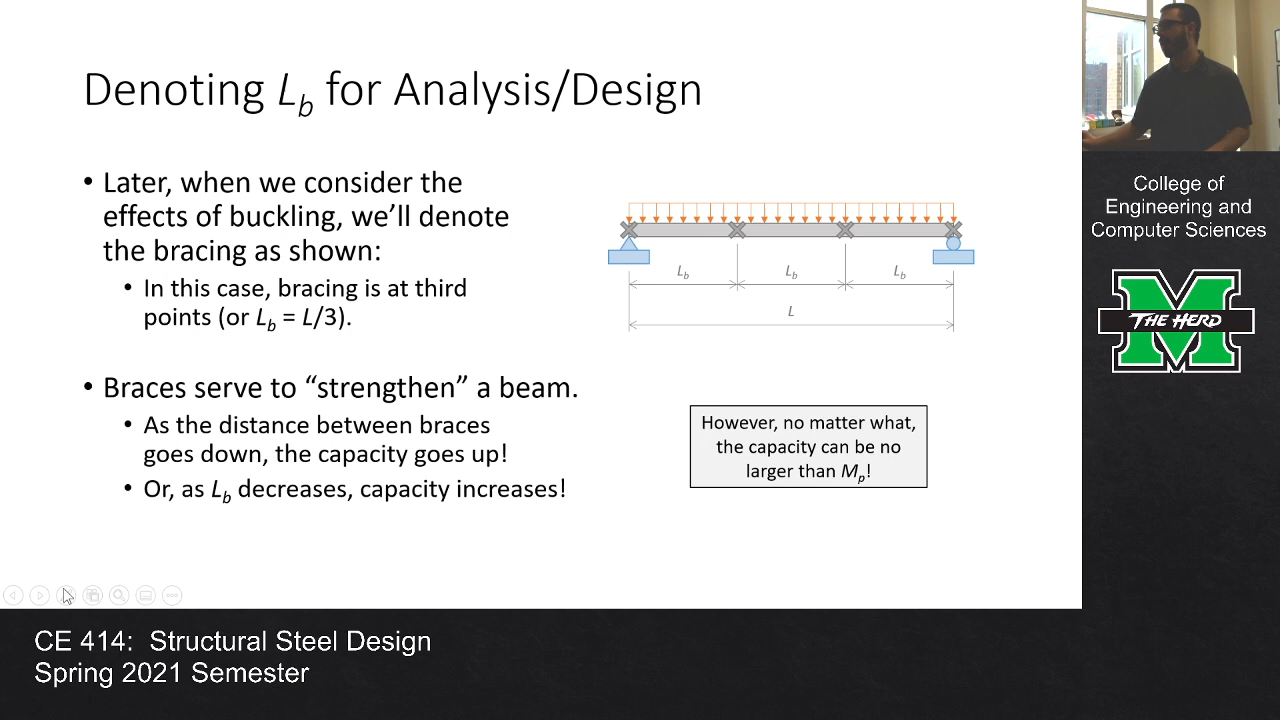 Denoting Lb for Analysis/Design
• Later, when we consider the
effects of buckling, we'll denote
the bracing as shown:
• In this case, bracing is at third
points (or Lb = L/3).
• Braces serve to “strengthen” a beam.
• As the distance between braces
goes down, the capacity goes up!
• Or, as Lb decreases, capacity increases!
Lb Lb Lb
L
However, no matter what,
the capacity can be no
larger than Mp!
College of
Engineering and
Computer Sciences
THE HERD
CE 414: Structural Steel Design
Spring 2021 Semester